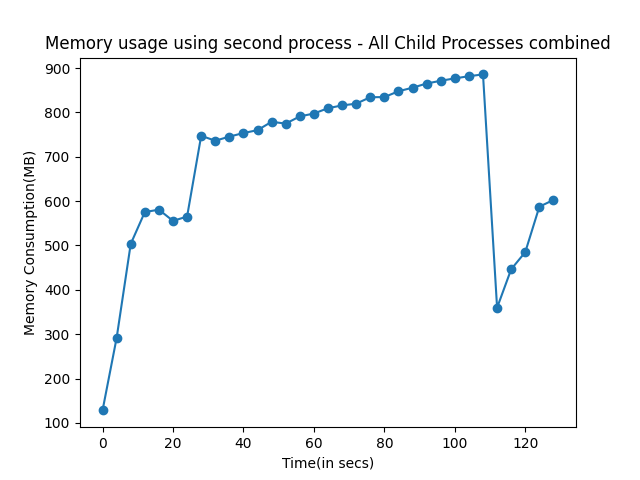 Memory usage using second process - All Child Processes combined
900
800
700
600
500
400
300
200
100
Memory Consumption(MB)
0 20 40 60 80 100 120
Time(in secs)